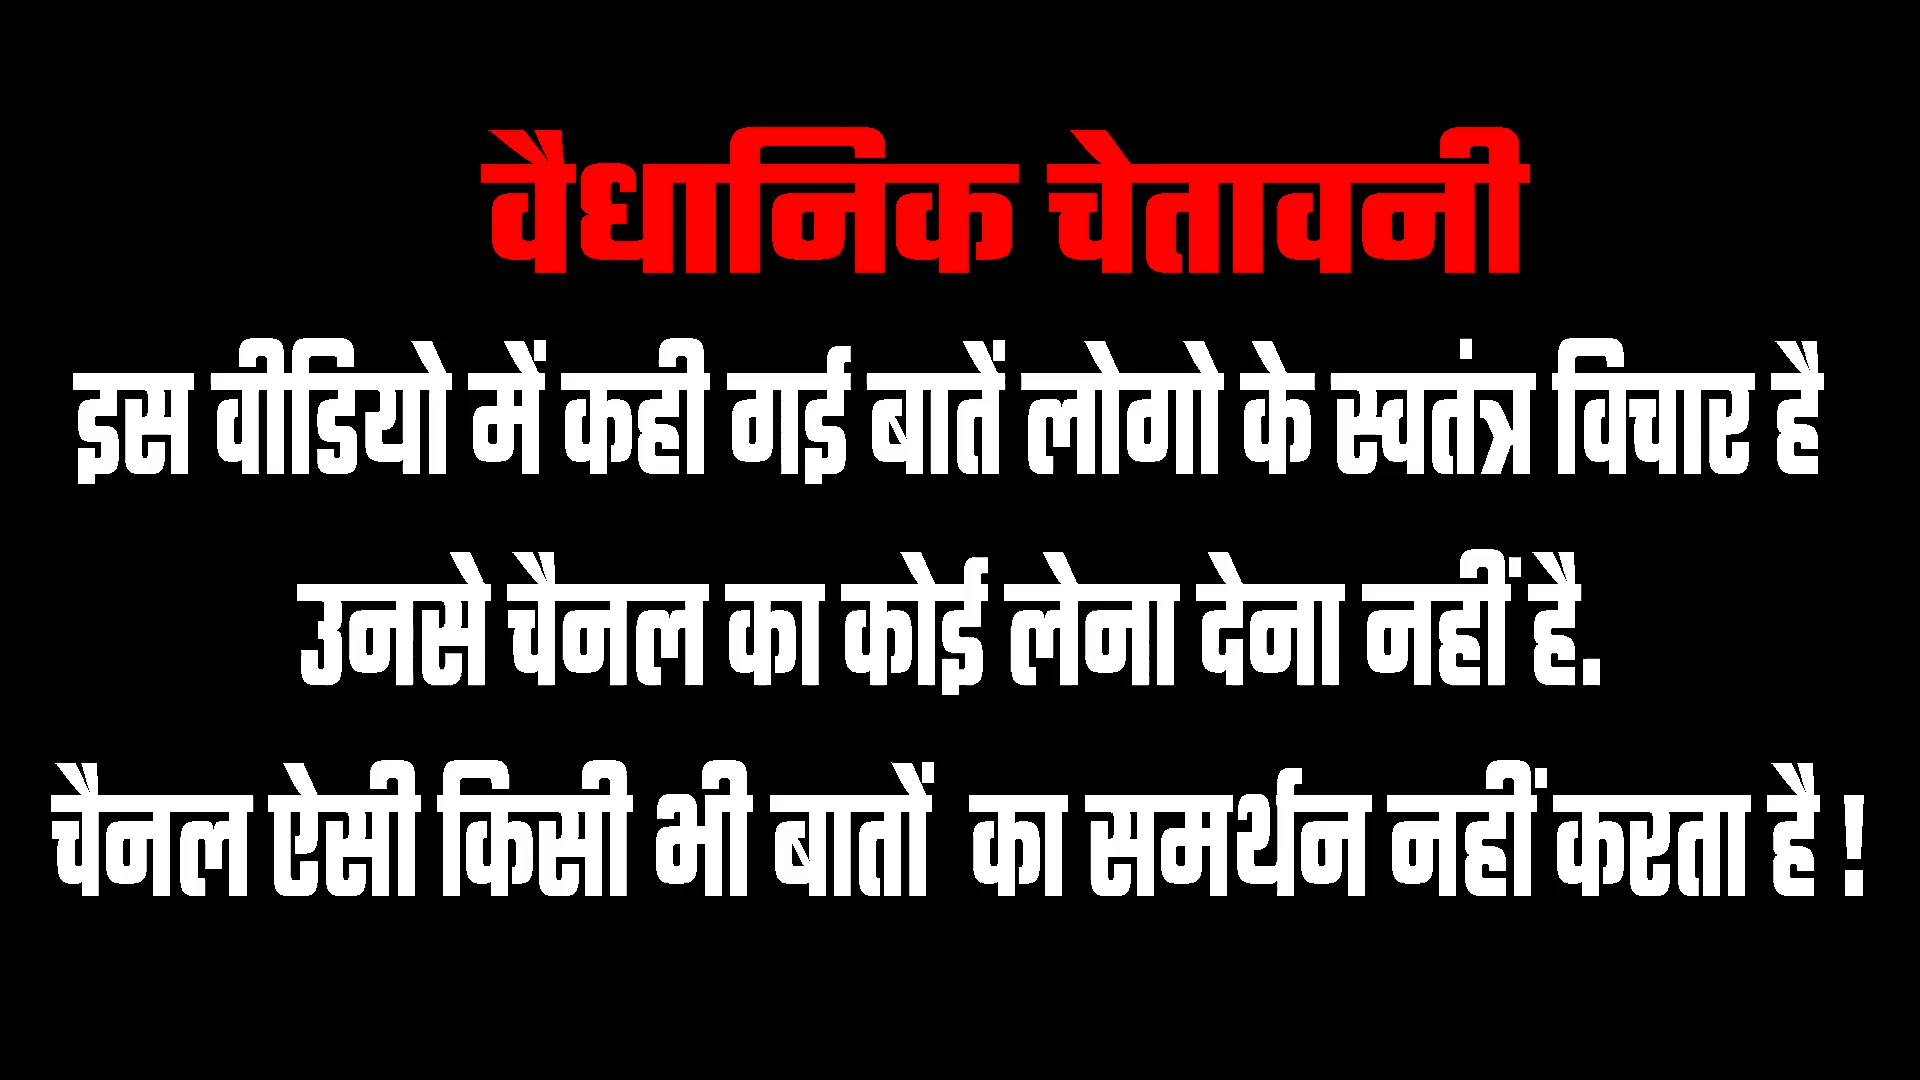 वैधानिक चेतावनी
इस वीडियो में कही गई बातें लोगो के स्वतंत्र विचार है
उनसे चैनल का कोई लेना देना नहीं है.
चैनल ऐसी किसी भी बातों का समर्थन नहीं करता है !